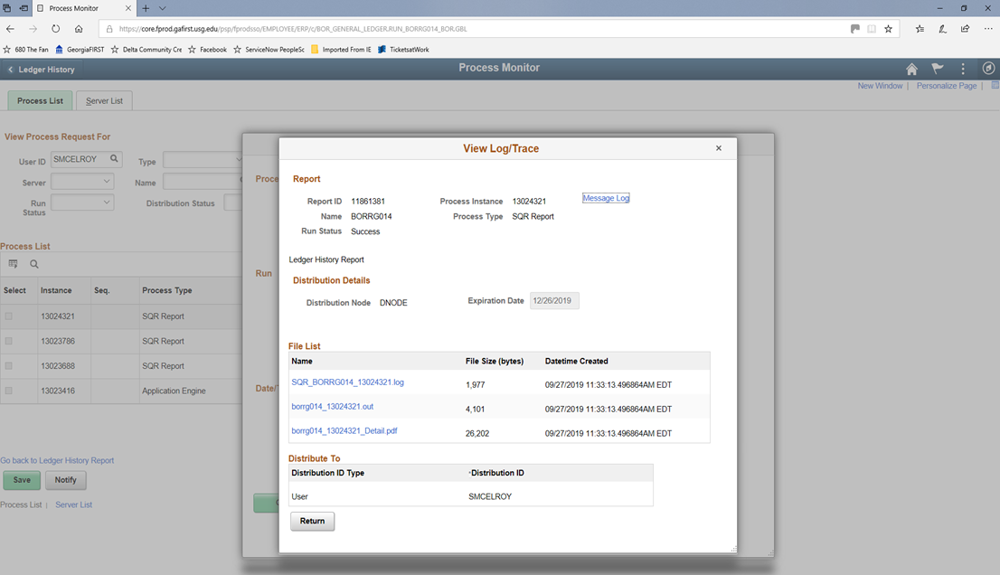 Process Monitor
https://core.fprod.gafirst.usg.edu/psp/fprodsso/EMPLOYEE/ERP/c/BOR_GENERAL_LEDGER.RUN_BORRG014_BOR.GBL
680 The Fan GeorgiaFIRST Delta Community Cre Facebook ServiceNow PeopleSc Imported From IE TicketsatWork
Ledger History Process Monitor
New Window | Personalize Page |
Process List Server List
View Process Request For
User ID SMCELROY Type
Server Name
Run Status Distribution Status
Process List
Select Instance Seq. Process Type
13024321 SQR Report
13023786 SQR Report
13023688 SQR Report
13023416 Application Engine
Go back to Ledger History Report
Save Notify
Process List | Server List
Proce
Run
Date/
View Log/Trace
Report
Report ID 11861381 Process Instance 13024321 Message Log
Name BORRG014 Process Type SQR Report
Run Status Success
Ledger History Report
Distribution Details
Distribution Node DNODE Expiration Date 12/26/2019
File List
Name File Size (bytes) Datetime Created
SQR_BORRG014_13024321.log 1,977 09/27/2019 11:33:13.496864AM EDT
borrg014_13024321.out 4,101 09/27/2019 11:33:13.496864AM EDT
borrg014_13024321_Detail.pdf 26,202 09/27/2019 11:33:13.496864AM EDT
Distribute To
Distribution ID Type *Distribution ID
User SMCELROY
Return